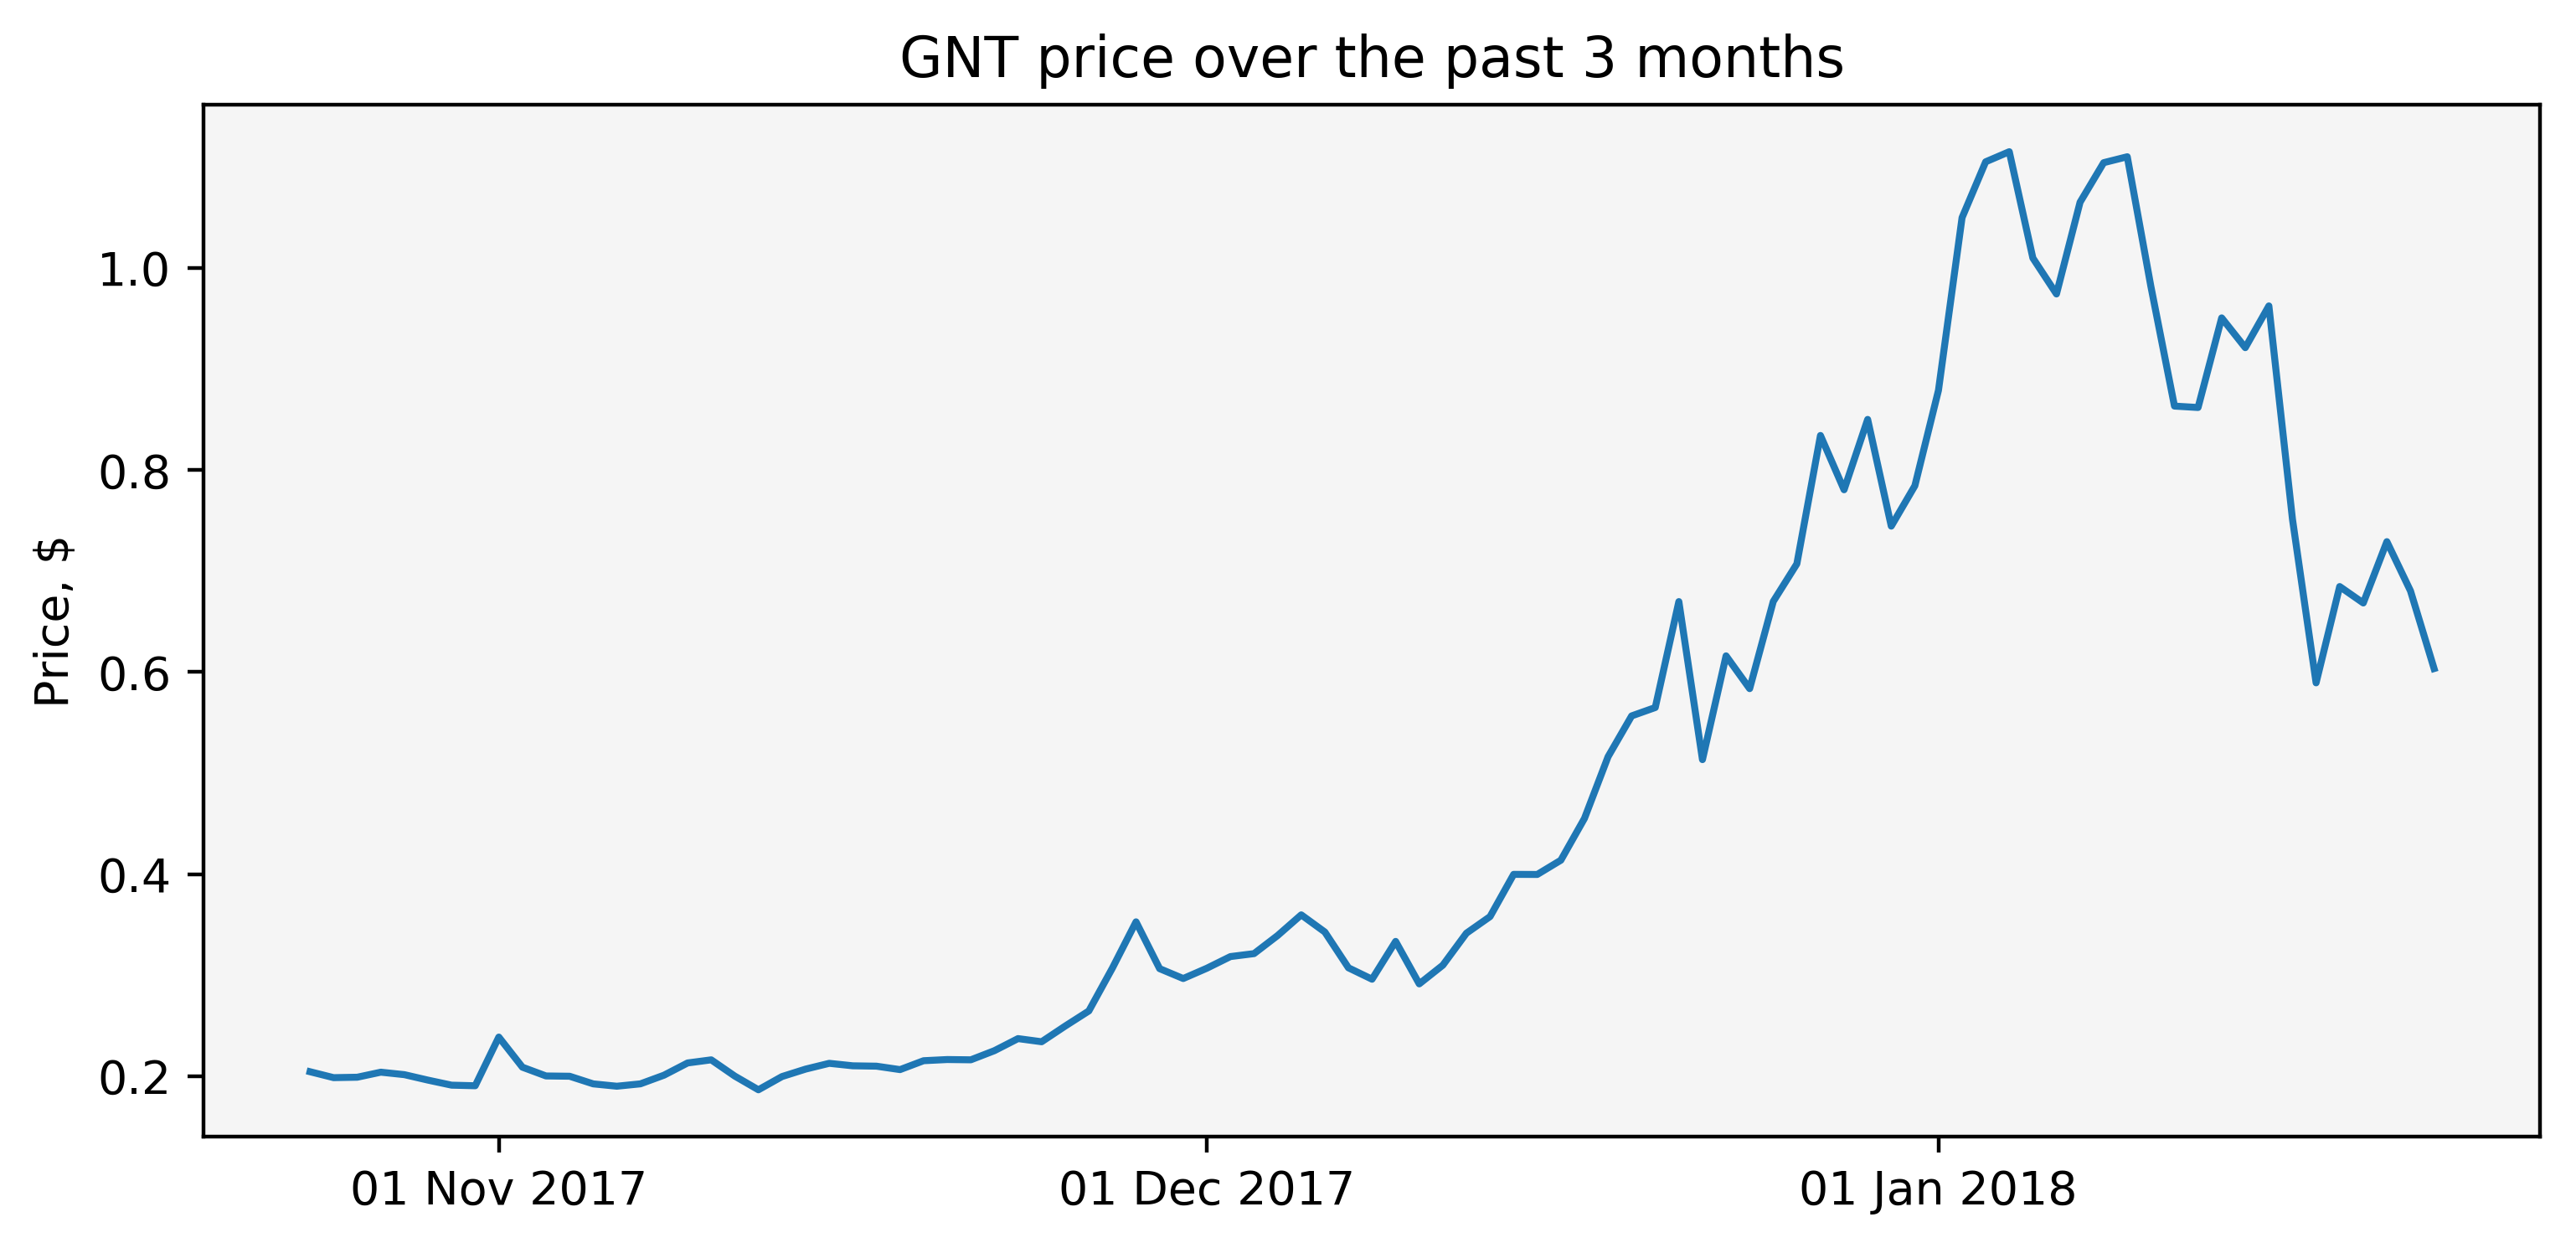 GNT price over the past 3 months
Price, $
1.0
0.8
0.6
0.4
0.2
01 Nov 2017
01 Dec 2017
01 Jan 2018